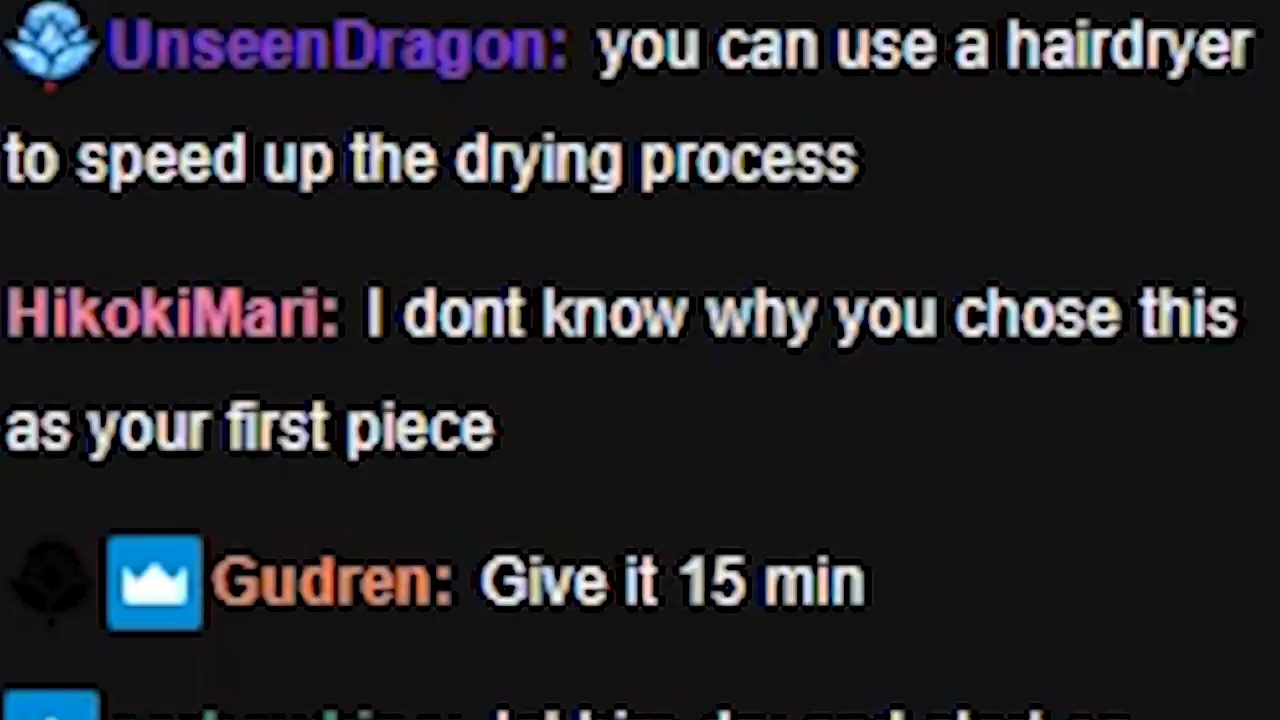 UnseenDragon: you can use a hairdryer
to speed up the drying process
HikokiMari: I dont know why you chose this
as your first piece
Gudren: Give it 15 min